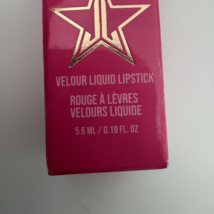 VELOUR LIQUID LIPSTICK
ROUGE À LÈVRES
VELOURS LIQUIDE
5.6 ML / 0.19 FL. OZ